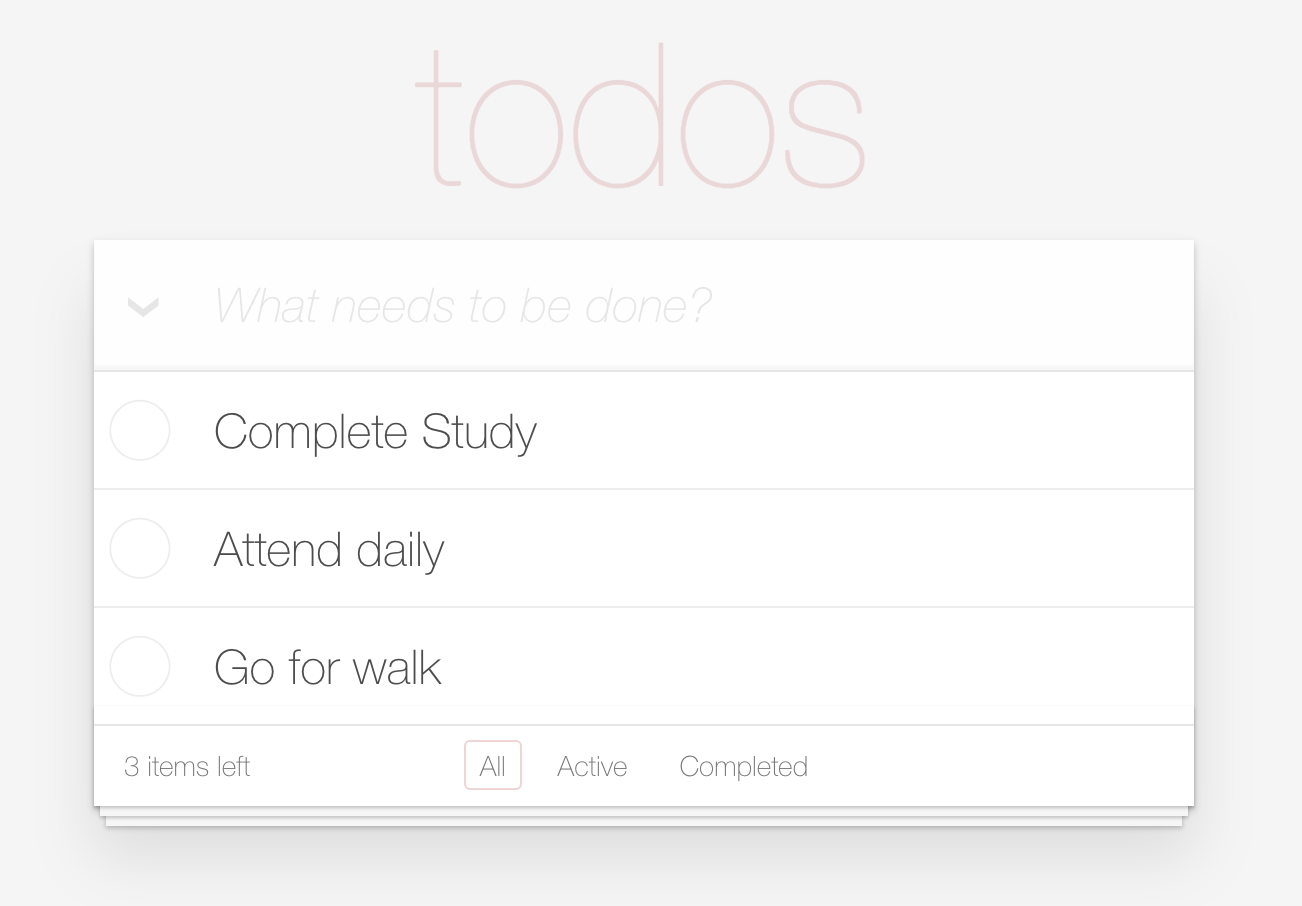 todos
What needs to be done?
Complete Study
Attend daily
Go for walk
3 items left All Active Completed